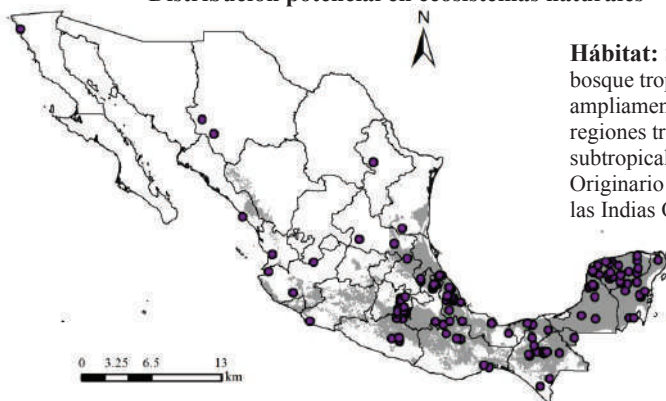 Distribución potencial en ecosistemas naturales
N
Hábitat:
bosque trop
ampliamen
regiones tr
subtropical
Originario
las Indias O
0 3.25 6.5 13
km